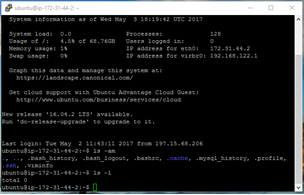 ubuntu@ip-172-31-44-2: ~
System information as of Wed May 3 18:19:42 UTC 2017
System load: 0.0 Processes: 128
Usage of /: 4.5% of 68.76GB Users logged in: 0
Memory usage: 1% IP address for eth0: 172.31.44.2
Swap usage: 0% IP address for virbr0: 192.168.122.1
Graph this data and manage this system at:
https://landscape.canonical.com/
Get cloud support with Ubuntu Advantage Cloud Guest:
http://www.ubuntu.com/business/services/cloud
New release '16.04.2 LTS' available.
Run 'do-release-upgrade' to upgrade to it.
Last login: Tue May 2 11:43:11 2017 from 197.15.68.206
ubuntu@ip-172-31-44-2:~$ ls -am
., .., .bash_history, .bash_logout, .bashrc, .cache, .mysql_history, .profile,
.ssh, .viminfo
ubuntu@ip-172-31-44-2:~$ ls -l
total 0
ubuntu@ip-172-31-44-2:~$